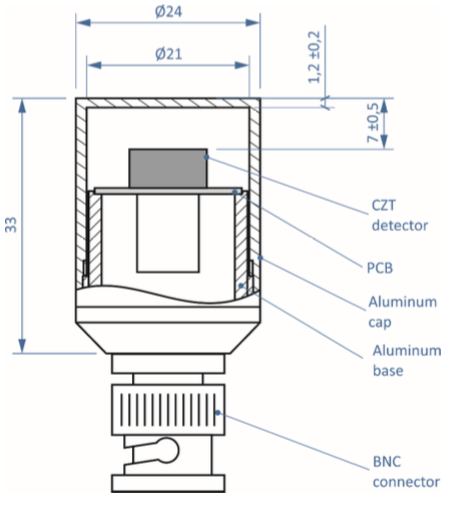 Ø24
Ø21
1,2 ±0,2
7 ±0,5
33
CZT
detector
PCB
Aluminum
cap
Aluminum
base
BNC
connector